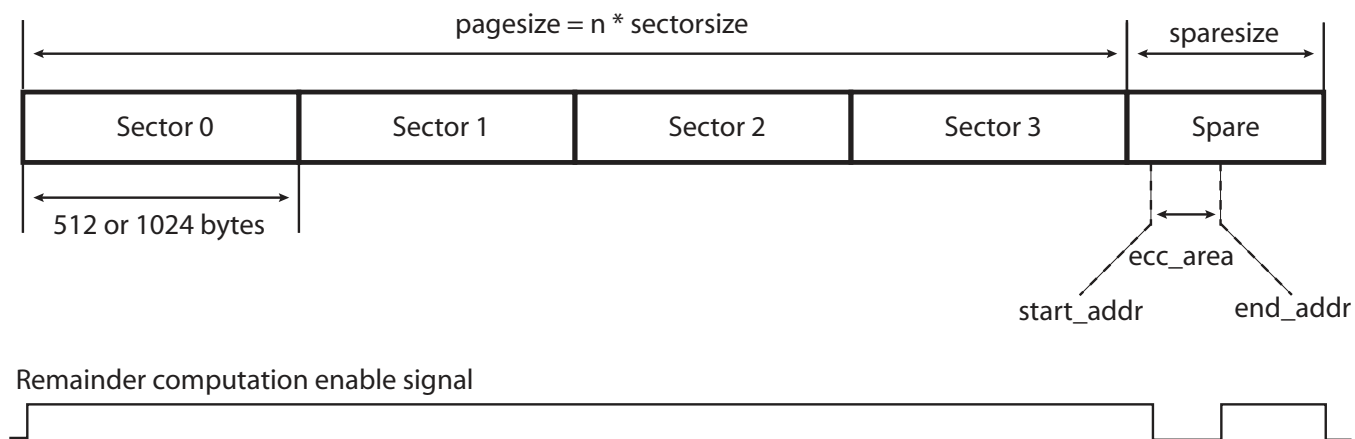 pagesize = n * sectorsize
sparesize
Sector 0
Sector 1
Sector 2
Sector 3
Spare
512 or 1024 bytes
ecc_area
start_addr
end_addr
Remainder computation enable signal